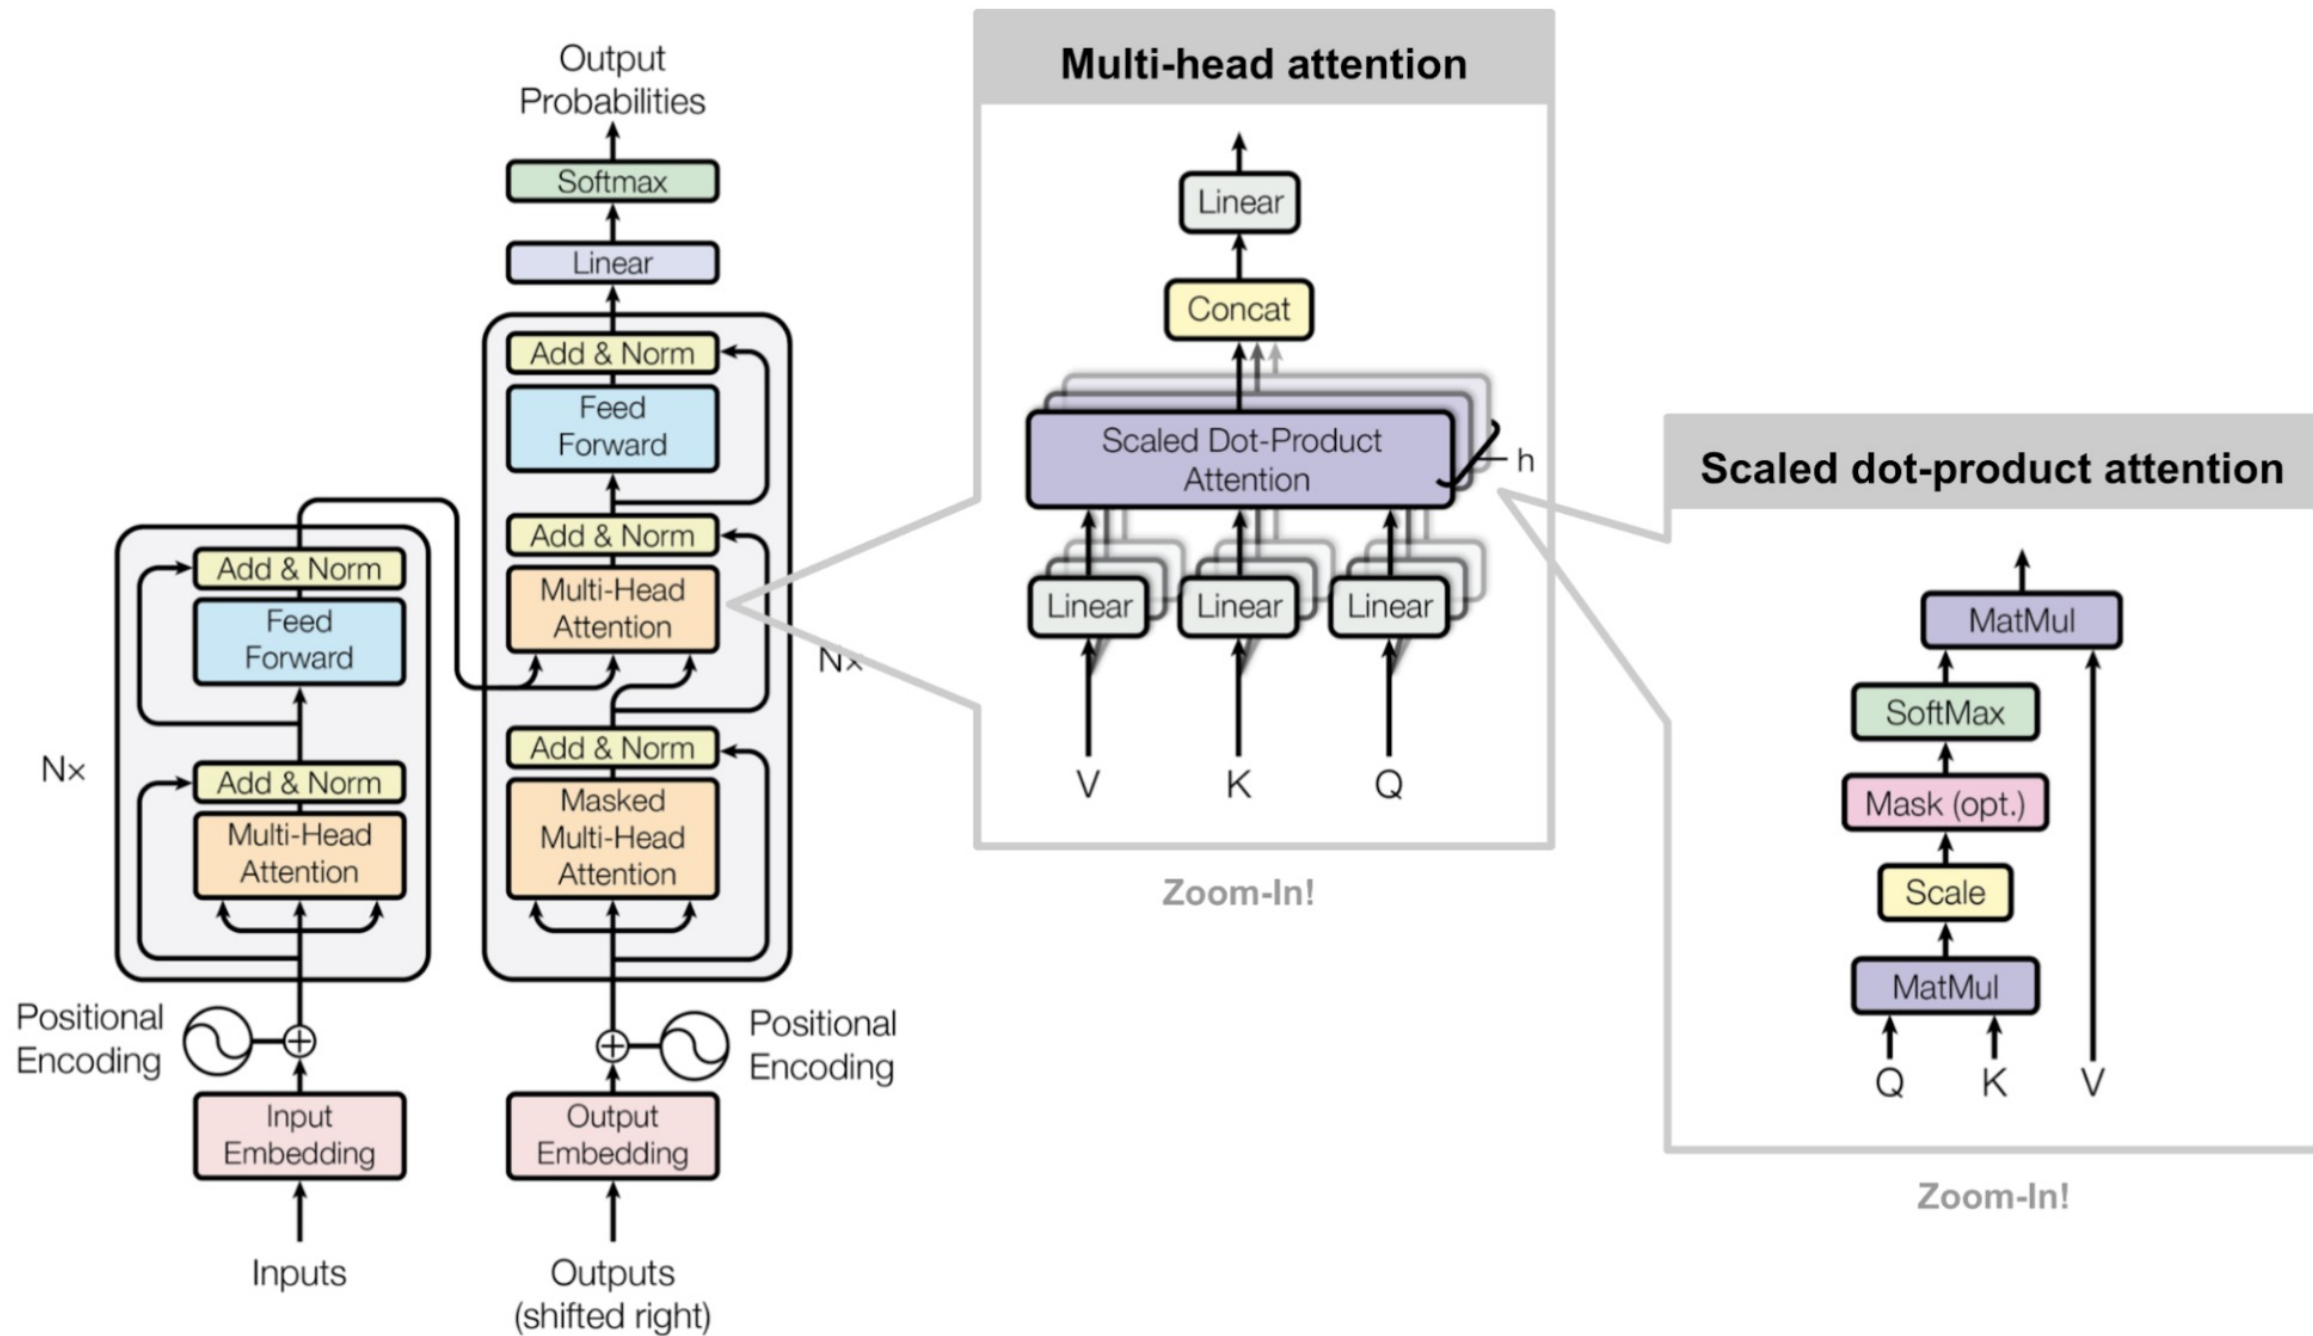 Output
Probabilities
Softmax
Linear
Add & Norm
Feed
Forward
Add & Norm
Multi-Head
Attention
Nx
Add & Norm
Masked
Multi-Head
Attention
Add & Norm
Feed
Forward
Nx
Add & Norm
Multi-Head
Attention
Positional
Encoding
Positional
Encoding
Input
Embedding
Output
Embedding
Inputs
Outputs
(shifted right)
Multi-head attention
Linear
Concat
Scaled Dot-Product
Attention
h
Linear
Linear
Linear
V
K
Q
Zoom-In!
Scaled dot-product attention
MatMul
SoftMax
Mask (opt.)
Scale
MatMul
Q
K
V
Zoom-In!